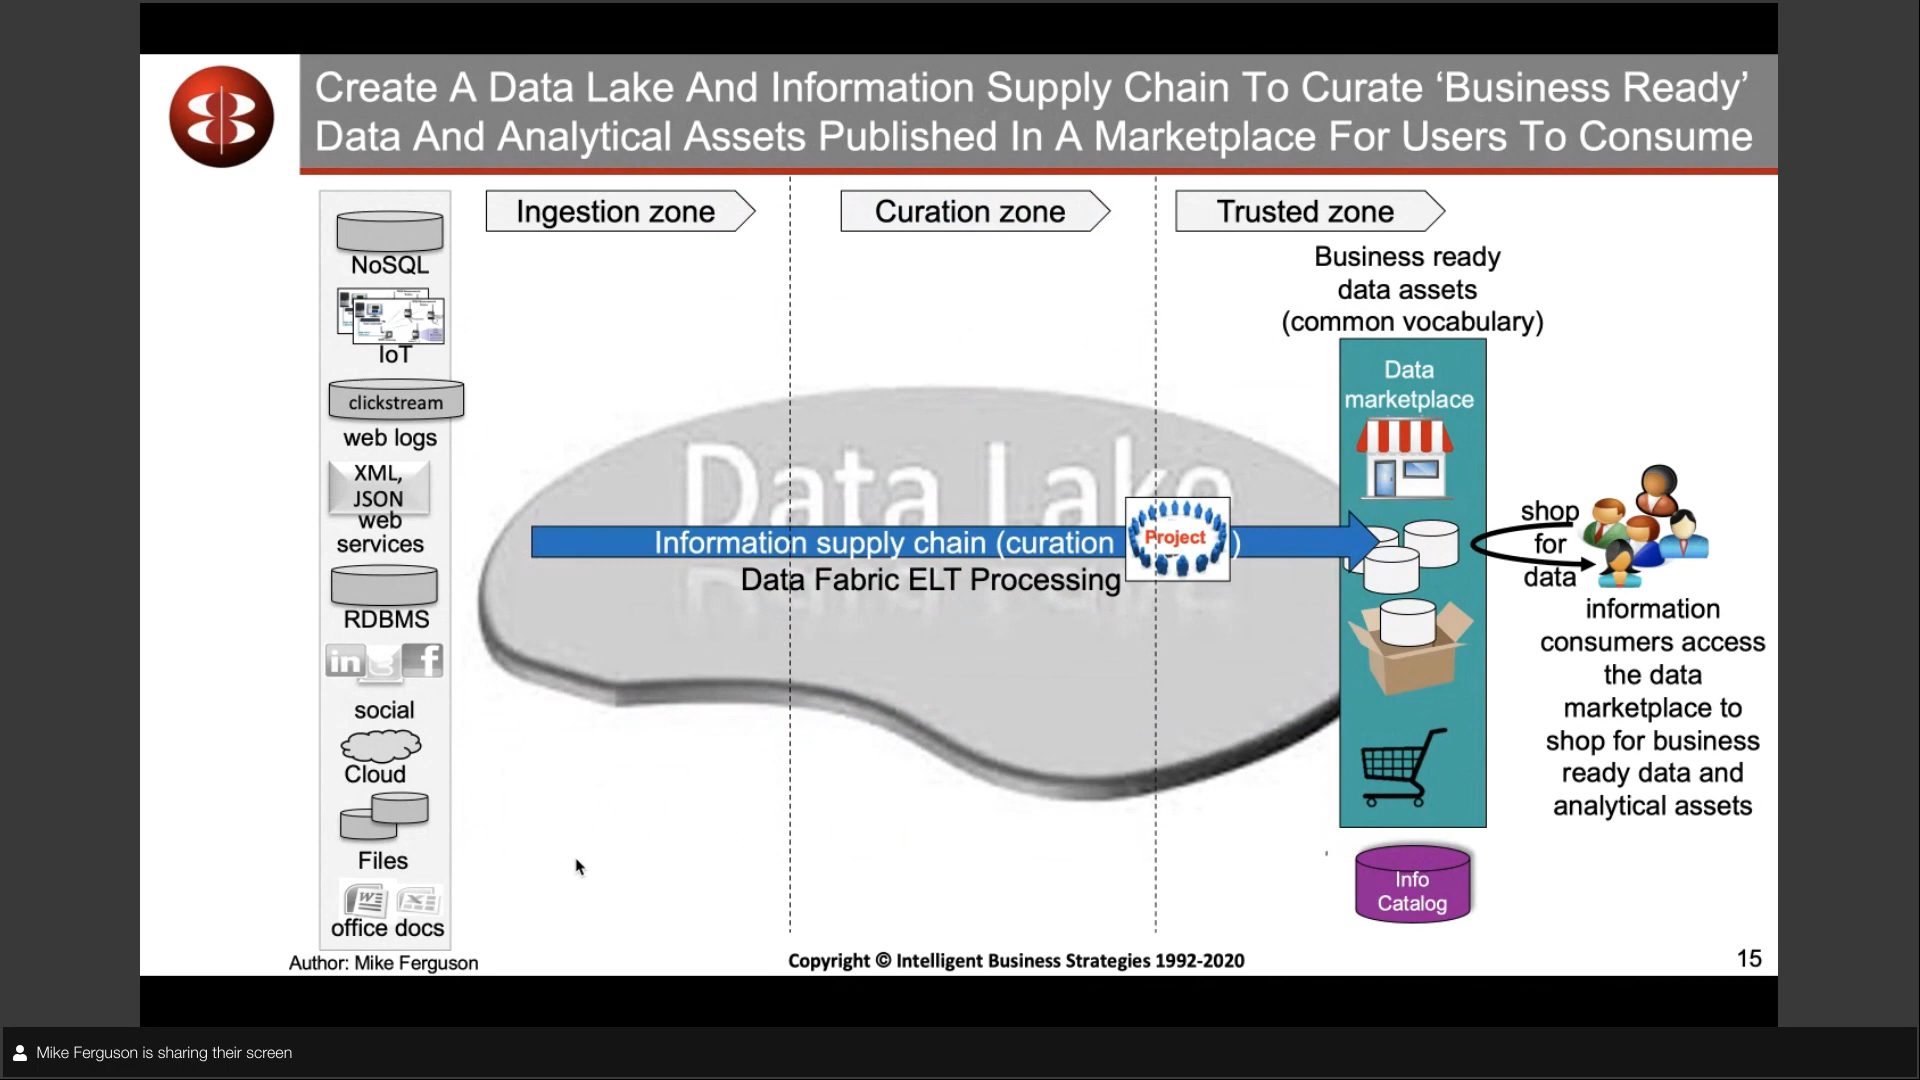 Create A Data Lake And Information Supply Chain To Curate ‘Business Ready’
Data And Analytical Assets Published In A Marketplace For Users To Consume
Ingestion zone
Curation zone
Trusted zone
NoSQL
IoT
clickstream
web logs
XML,
JSON
web
services
RDBMS
in
f
social
Cloud
Files
W
X
office docs
Data Lake
Information supply chain (curation
Project
)
Data Fabric ELT Processing
Business ready
data assets
(common vocabulary)
Data
marketplace
shop
for
data
information
consumers access
the data
marketplace to
shop for business
ready data and
analytical assets
Info
Catalog
Author: Mike Ferguson
Copyright © Intelligent Business Strategies 1992-2020
15
Mike Ferguson is sharing their screen